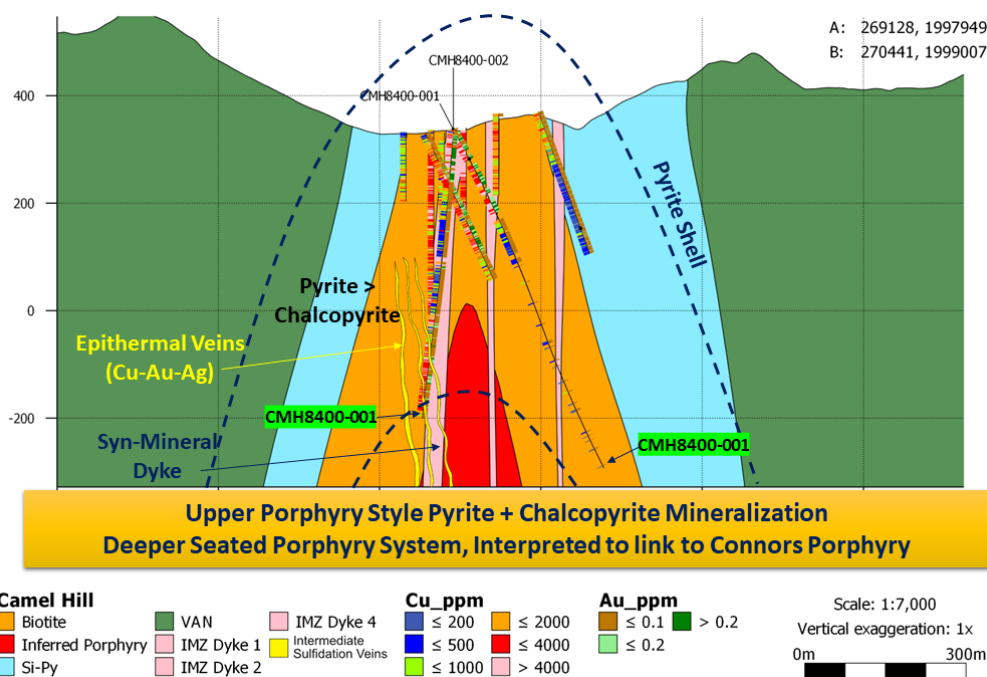 A: 269128, 1997949
B: 270441, 1999007
CMH8400-002
CMH8400-001
400
200
0
-200
Pyrite Shell
Pyrite >
Chalcopyrite
Epithermal Veins
(Cu-Au-Ag)
CMH8400-001
CMH8400-001
Syn-Mineral
Dyke
Upper Porphyry Style Pyrite + Chalcopyrite Mineralization
Deeper Seated Porphyry System, Interpreted to link to Connors Porphyry
Camel Hill
Biotite
Inferred Porphyry
Si-Py
VAN
IMZ Dyke 1
IMZ Dyke 2
IMZ Dyke 4
Intermediate
Sulfidation Veins
Cu_ppm
≤ 200
≤ 500
≤ 1000
≤ 2000
≤ 4000
> 4000
Au_ppm
≤ 0.1
≤ 0.2
> 0.2
Scale: 1:7,000
Vertical exaggeration: 1x
0m 300m